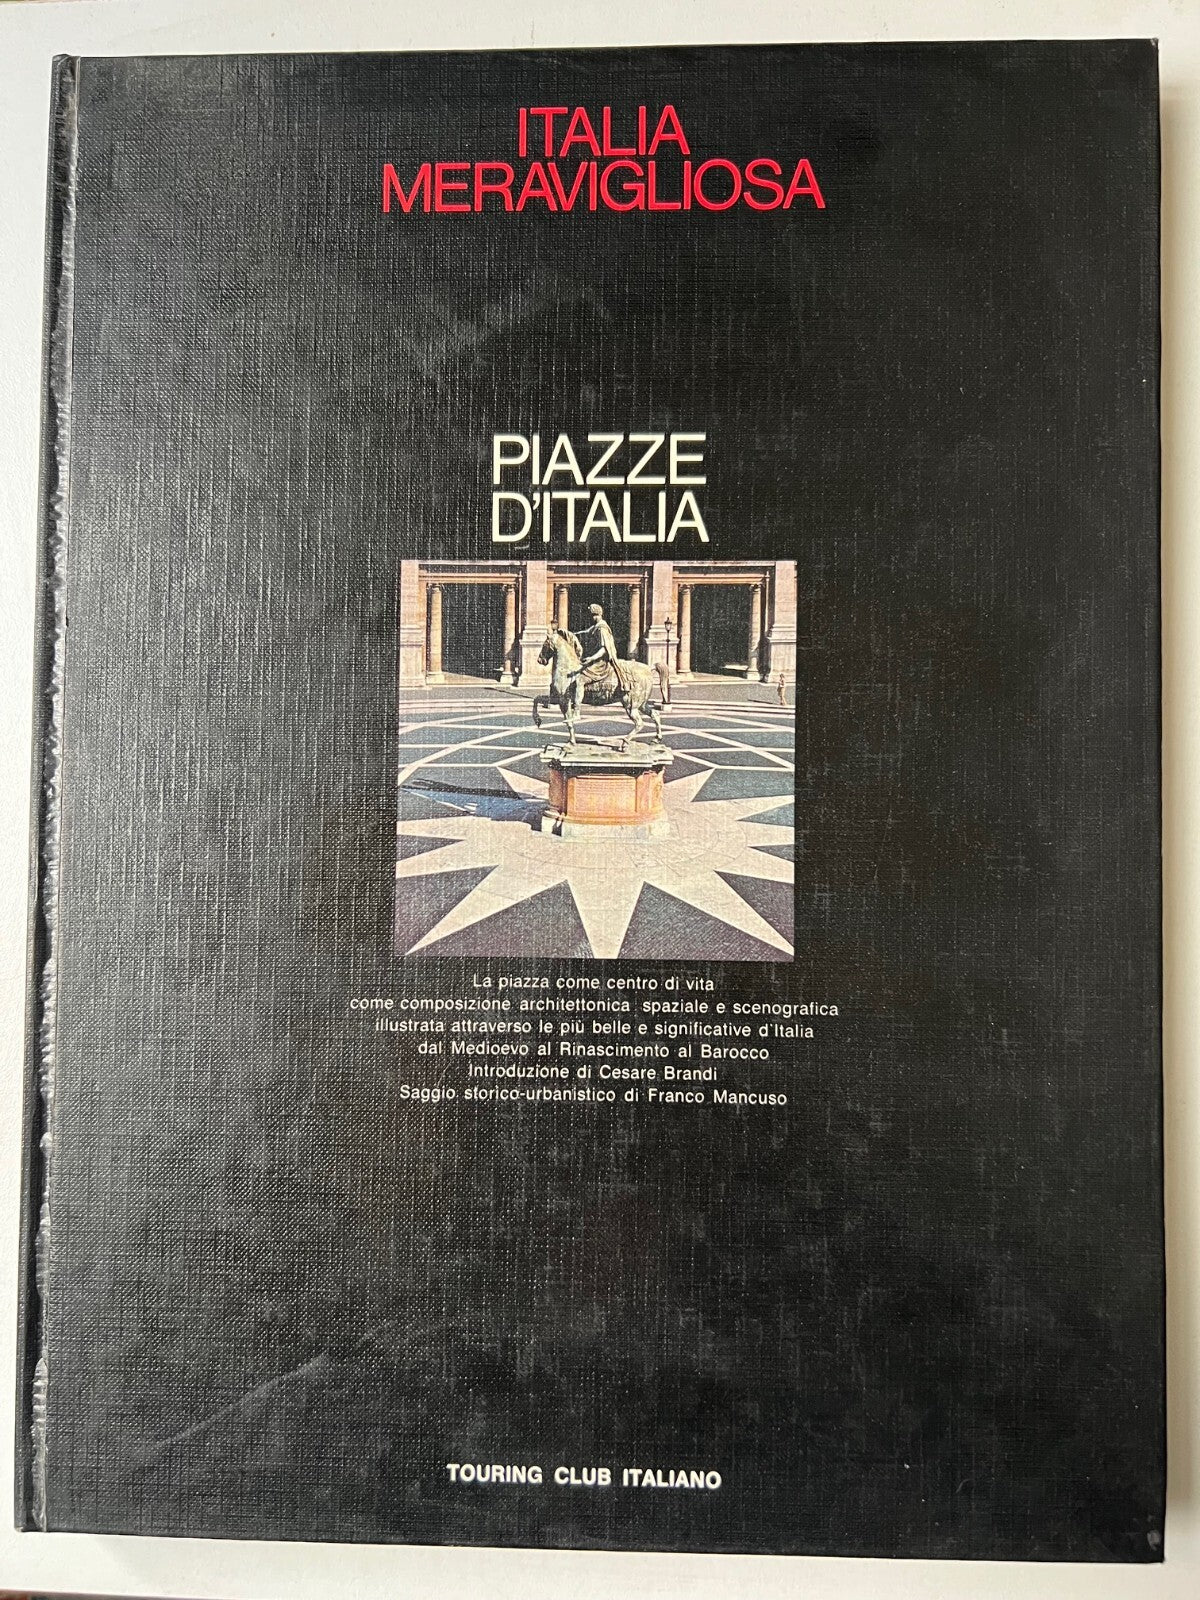 ITALIA
MERAVIGLIOSA
PIAZZE
D'ITALIA
La piazza come centro di vita
come composizione architettonica spaziale e scenografica
illustrata attraverso le più belle e significative d'Italia
dal Medioevo al Rinascimento al Barocco
Introduzione di Cesare Brandi
Saggio storico-urbanistico di Franco Mancuso
TOURING CLUB ITALIANO